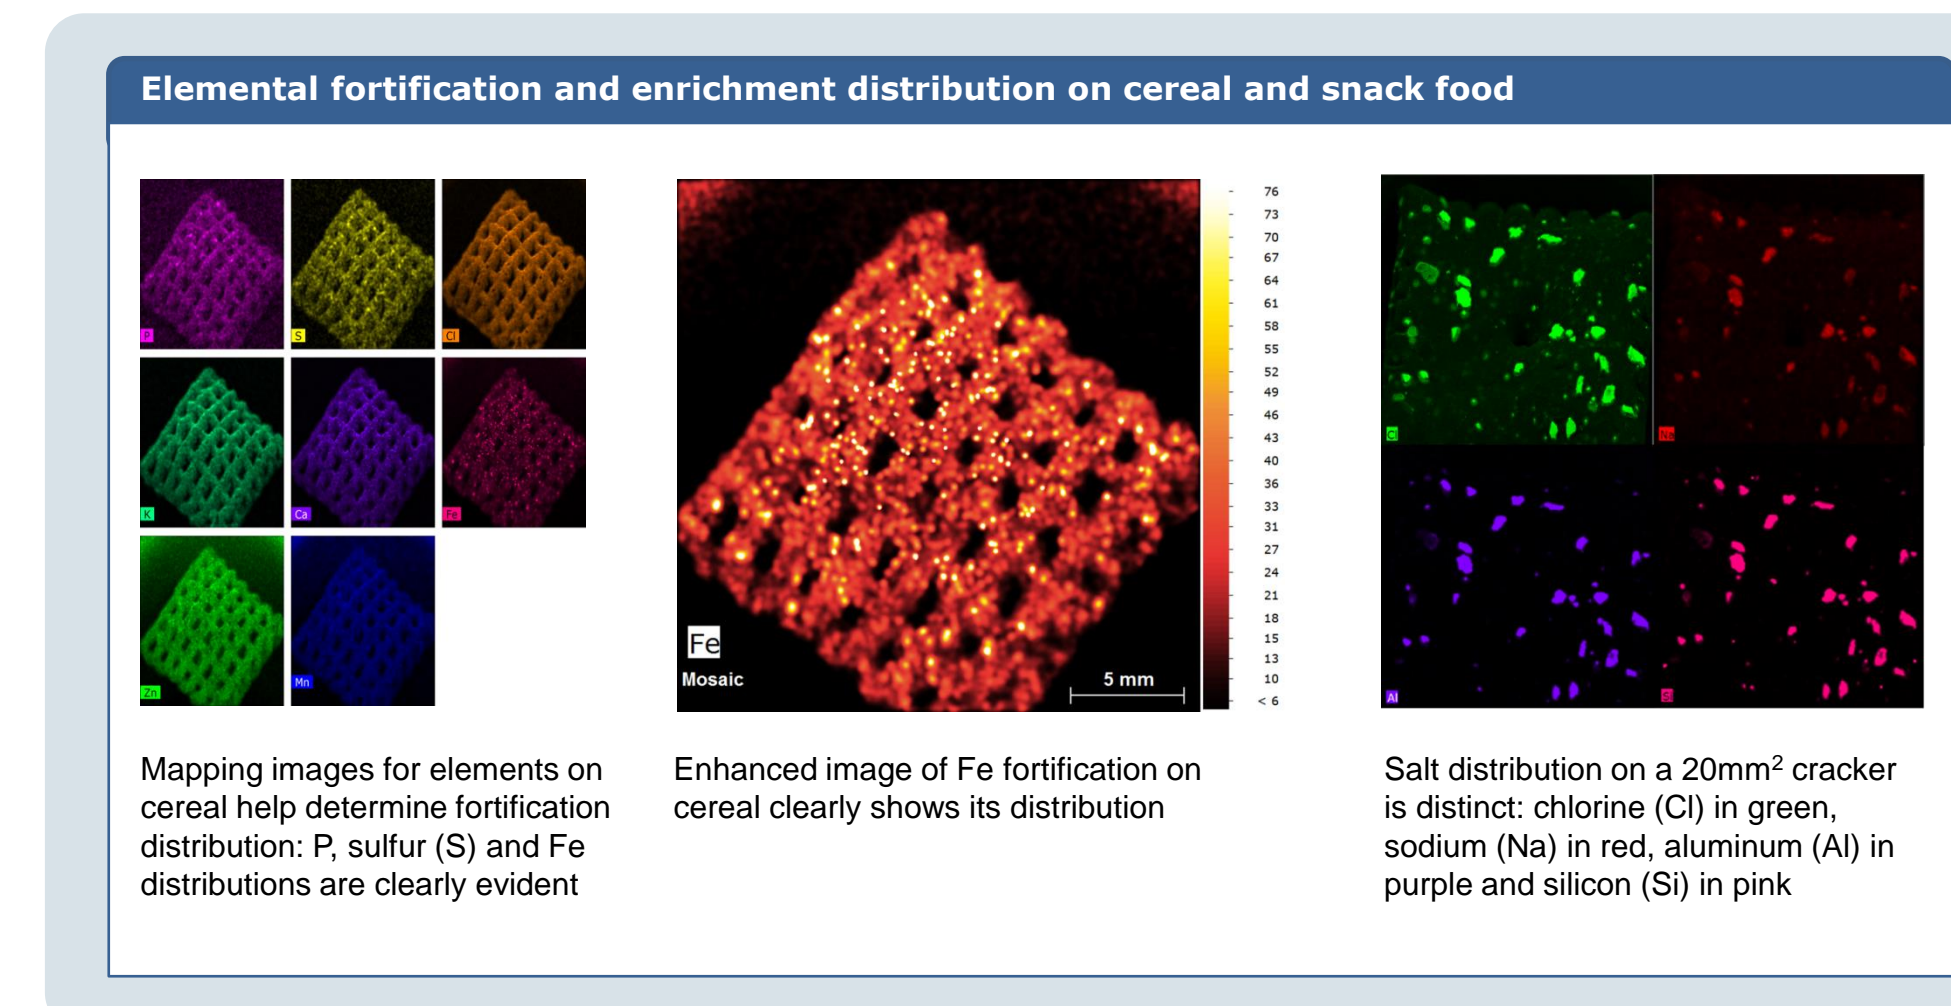 Elemental fortification and enrichment distribution on cereal and snack food
P
S
Cl
K
Ca
Fe
Zn
Mn
Fe
Mosaic
5 mm
76
73
70
67
64
61
58
55
52
49
46
43
40
36
33
31
27
24
21
18
15
13
10
< 6
Cl
Na
Al
Si
Mapping images for elements on
cereal help determine fortification
distribution: P, sulfur (S) and Fe
distributions are clearly evident
Enhanced image of Fe fortification on
cereal clearly shows its distribution
Salt distribution on a 20mm² cracker
is distinct: chlorine (Cl) in green,
sodium (Na) in red, aluminum (Al) in
purple and silicon (Si) in pink